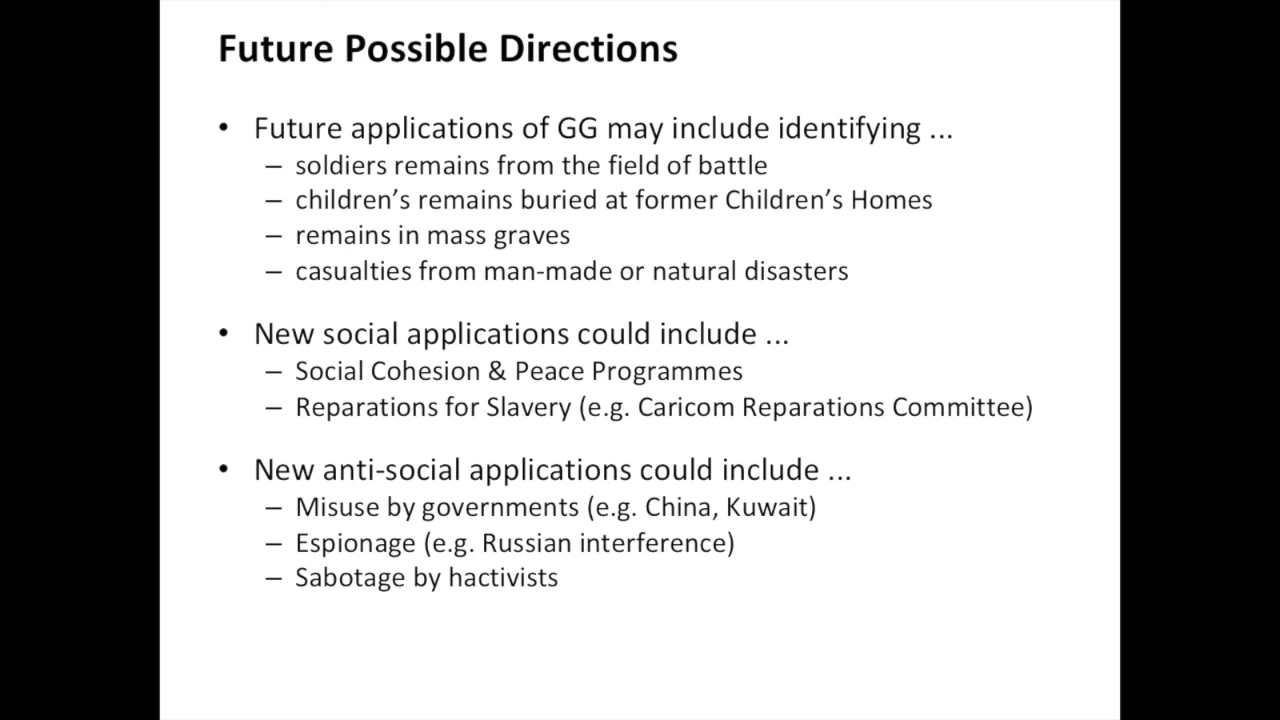 Future Possible Directions
• Future applications of GG may include identifying ...
– soldiers remains from the field of battle
– children’s remains buried at former Children’s Homes
– remains in mass graves
– casualties from man-made or natural disasters
• New social applications could include ...
– Social Cohesion & Peace Programmes
– Reparations for Slavery (e.g. Caricom Reparations Committee)
• New anti-social applications could include ...
– Misuse by governments (e.g. China, Kuwait)
– Espionage (e.g. Russian interference)
– Sabotage by hactivists